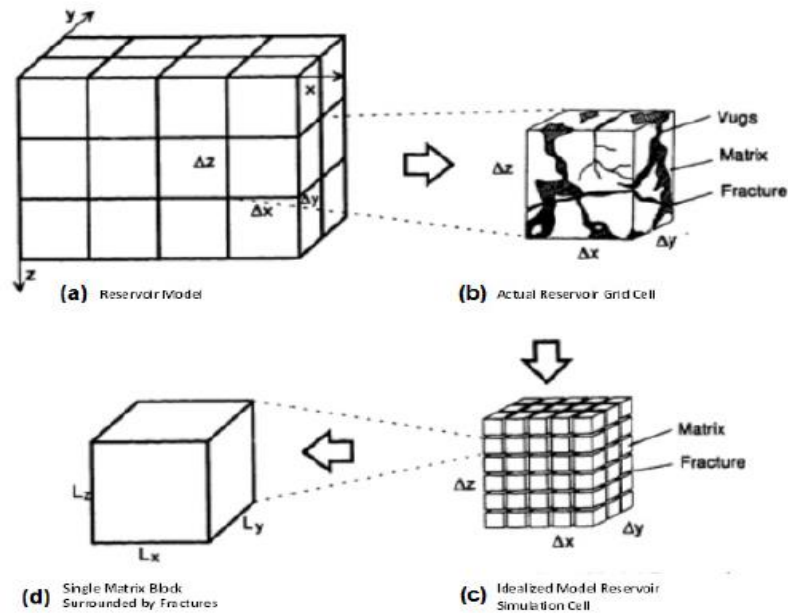 y
x
Δz
Δx
Δy
z
(a) Reservoir Model
Vugs
Matrix
Fracture
Δz
Δx
Δy
(b) Actual Reservoir Grid Cell
Lz
Ly
Lx
(d) Single Matrix Block
Surrounded by Fractures
Matrix
Fracture
Δz
Δx
Δy
(c) Idealized Model Reservoir
Simulation Cell